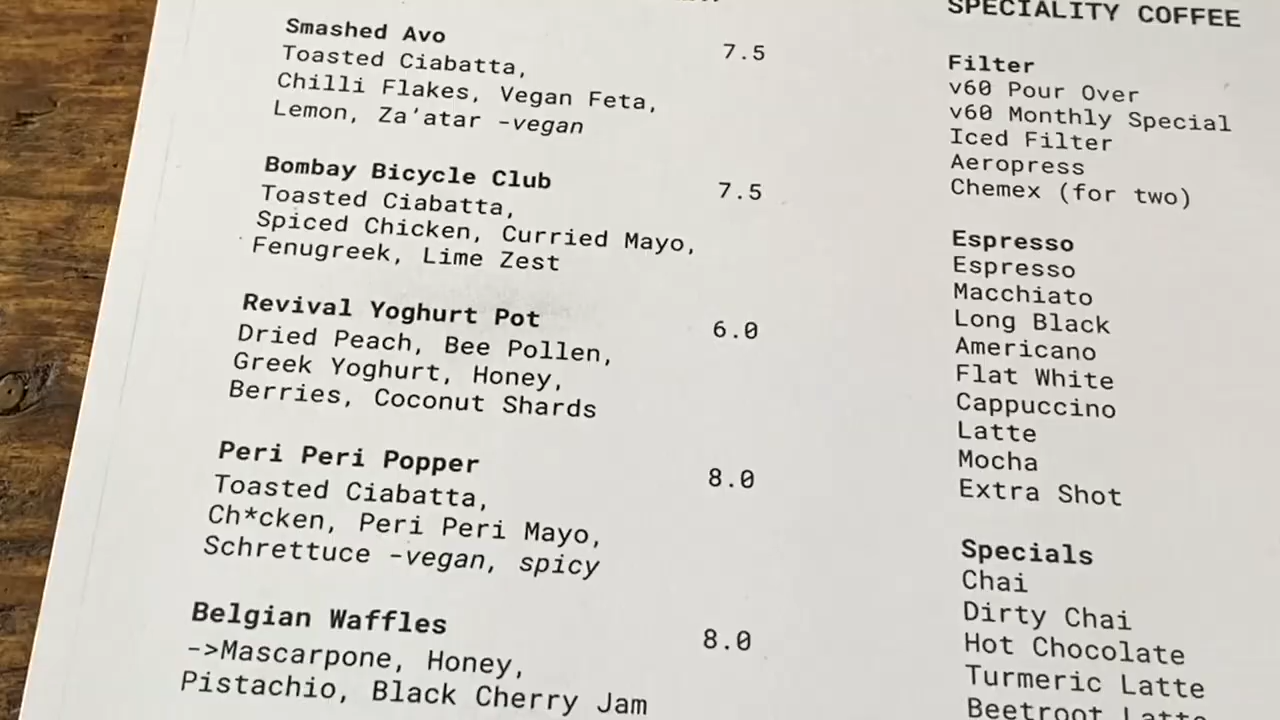 Smashed Avo 7.5
Toasted Ciabatta,
Chilli Flakes, Vegan Feta,
Lemon, Za'atar -vegan
Bombay Bicycle Club 7.5
Toasted Ciabatta,
Spiced Chicken, Curried Mayo,
Fenugreek, Lime Zest
Revival Yoghurt Pot 6.0
Dried Peach, Bee Pollen,
Greek Yoghurt, Honey,
Berries, Coconut Shards
Peri Peri Popper 8.0
Toasted Ciabatta,
Ch*cken, Peri Peri Mayo,
Schrettuce -vegan, spicy
Belgian Waffles 8.0
->Mascarpone, Honey,
Pistachio, Black Cherry Jam
SPECIALITY COFFEE
Filter
v60 Pour Over
v60 Monthly Special
Iced Filter
Aeropress
Chemex (for two)
Espresso
Espresso
Macchiato
Long Black
Americano
Flat White
Cappuccino
Latte
Mocha
Extra Shot
Specials
Chai
Dirty Chai
Hot Chocolate
Turmeric Latte
Beetroot Latte